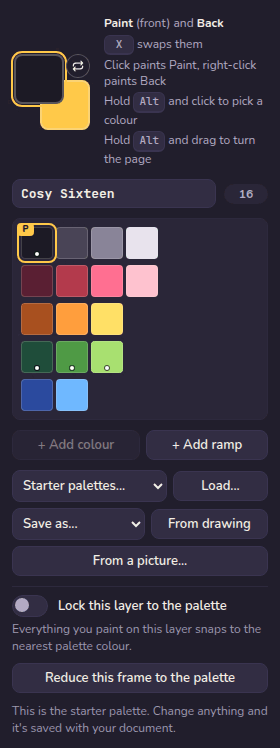 Paint (front) and Back
X swaps them
Click paints Paint, right-click
paints Back
Hold Alt and click to pick a
colour
Hold Alt and drag to turn
the page
Cosy Sixteen
16
P
+ Add colour
+ Add ramp
Starter palettes...
Load...
Save as...
From drawing
From a picture...
Lock this layer to the palette
Everything you paint on this layer snaps to the
nearest palette colour.
Reduce this frame to the palette
This is the starter palette. Change anything and
it's saved with your document.